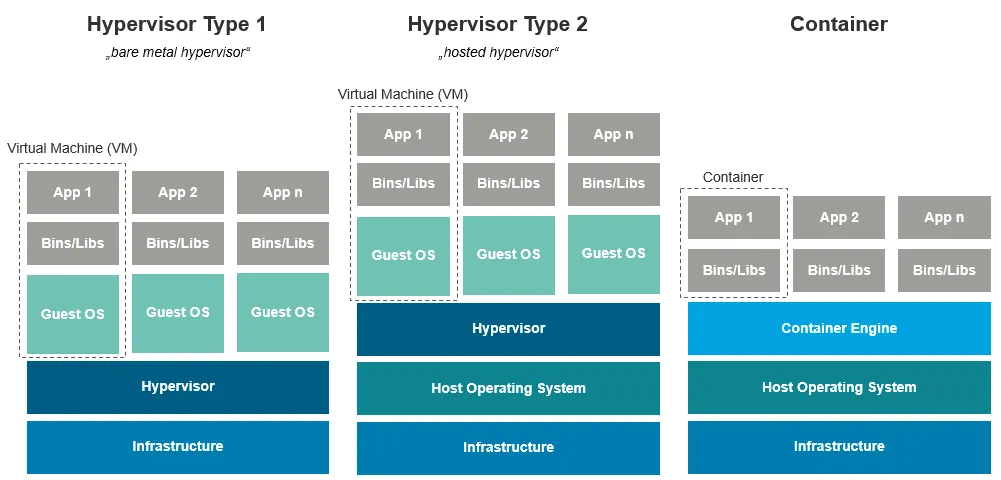 Hypervisor Type 1
„bare metal hypervisor“
Virtual Machine (VM)
App 1
App 2
App n
Bins/Libs
Bins/Libs
Bins/Libs
Guest OS
Guest OS
Guest OS
Hypervisor
Infrastructure
Hypervisor Type 2
„hosted hypervisor“
Virtual Machine (VM)
App 1
App 2
App n
Bins/Libs
Bins/Libs
Bins/Libs
Guest OS
Guest OS
Guest OS
Hypervisor
Host Operating System
Infrastructure
Container
Container
App 1
App 2
App n
Bins/Libs
Bins/Libs
Bins/Libs
Container Engine
Host Operating System
Infrastructure